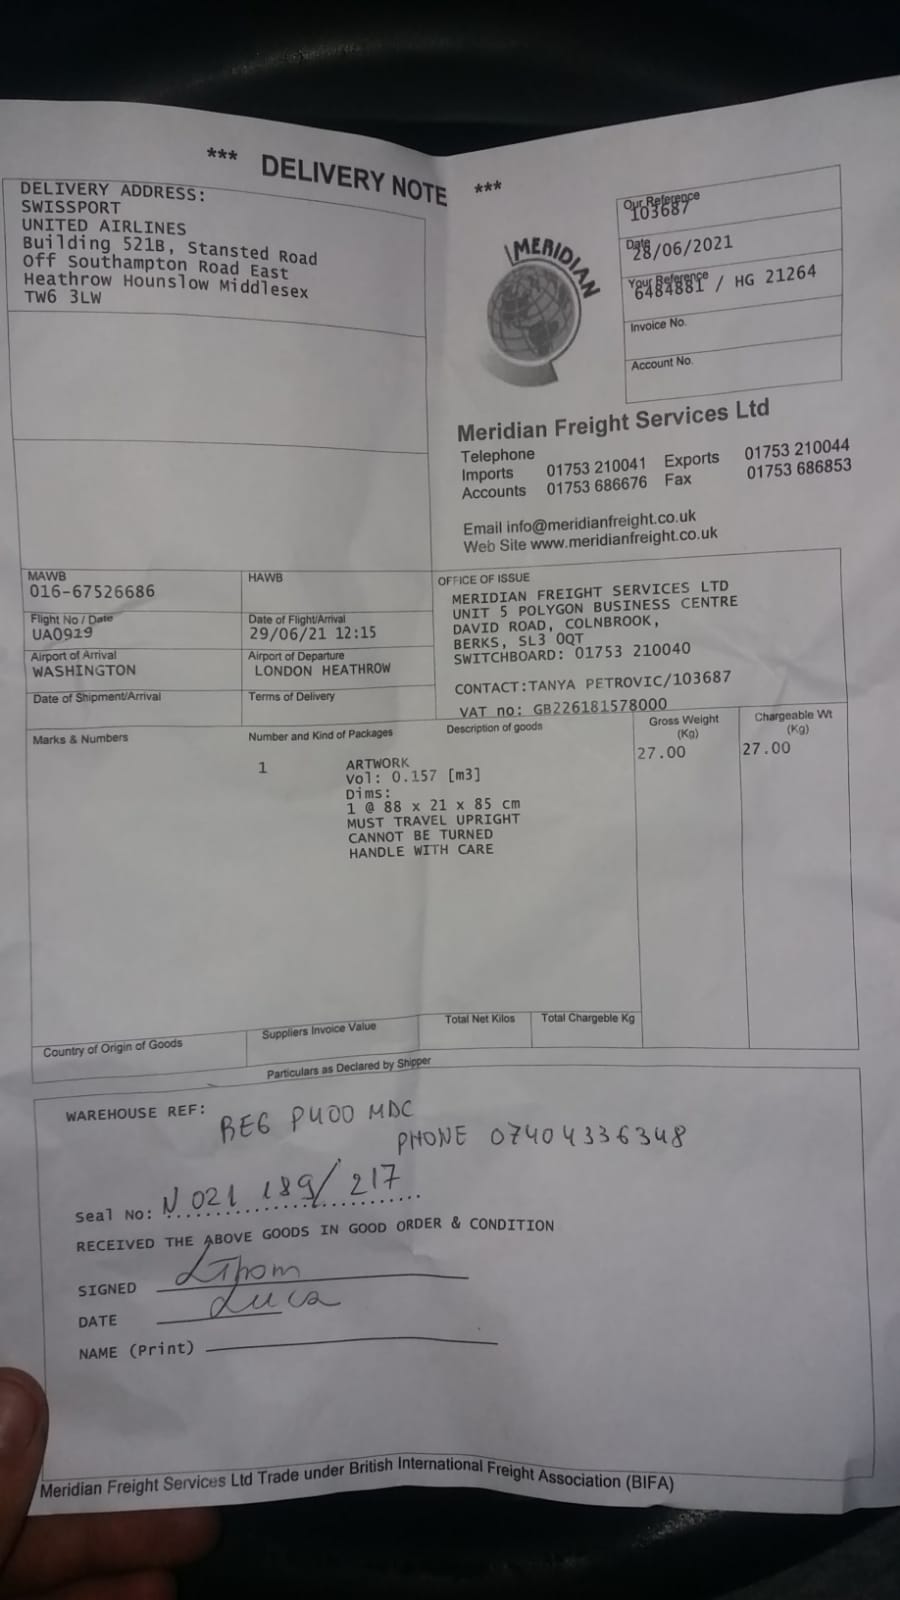 *** DELIVERY NOTE ***
DELIVERY ADDRESS:
SWISSPORT
UNITED AIRLINES
Building 521B, Stansted Road
Off Southampton Road East
Heathrow Hounslow Middlesex
TW6 3LW
MERIDIAN
Our Reference
103687
Date
28/06/2021
Your Reference
6484881 / HG 21264
Invoice No.
Account No.
Meridian Freight Services Ltd
Telephone
Imports 01753 210041 Exports 01753 210044
Accounts 01753 686676 Fax 01753 686853
Email info@meridianfreight.co.uk
Web Site www.meridianfreight.co.uk
MAWB
016-67526686
HAWB
Flight No / Date
UA0919
Date of Flight/Arrival
29/06/21 12:15
Airport of Arrival
WASHINGTON
Airport of Departure
LONDON HEATHROW
Date of Shipment/Arrival
Terms of Delivery
OFFICE OF ISSUE
MERIDIAN FREIGHT SERVICES LTD
UNIT 5 POLYGON BUSINESS CENTRE
DAVID ROAD, COLNBROOK,
BERKS, SL3 0QT
SWITCHBOARD: 01753 210040
CONTACT:TANYA PETROVIC/103687
VAT no: GB226181578000
Marks & Numbers
Number and Kind of Packages
Description of goods
Gross Weight
(Kg)
Chargeable Wt
(Kg)
1
ARTWORK
Vol: 0.157 [m3]
Dims:
1 @ 88 x 21 x 85 cm
MUST TRAVEL UPRIGHT
CANNOT BE TURNED
HANDLE WITH CARE
27.00
27.00
Country of Origin of Goods
Suppliers Invoice Value
Total Net Kilos
Total Chargeble Kg
Particulars as Declared by Shipper
WAREHOUSE REF:
REG P400 MDC
PHONE 07404336348
Seal No: N 021 189/217
RECEIVED THE ABOVE GOODS IN GOOD ORDER & CONDITION
SIGNED
DATE
NAME (Print)
Meridian Freight Services Ltd Trade under British International Freight Association (BIFA)